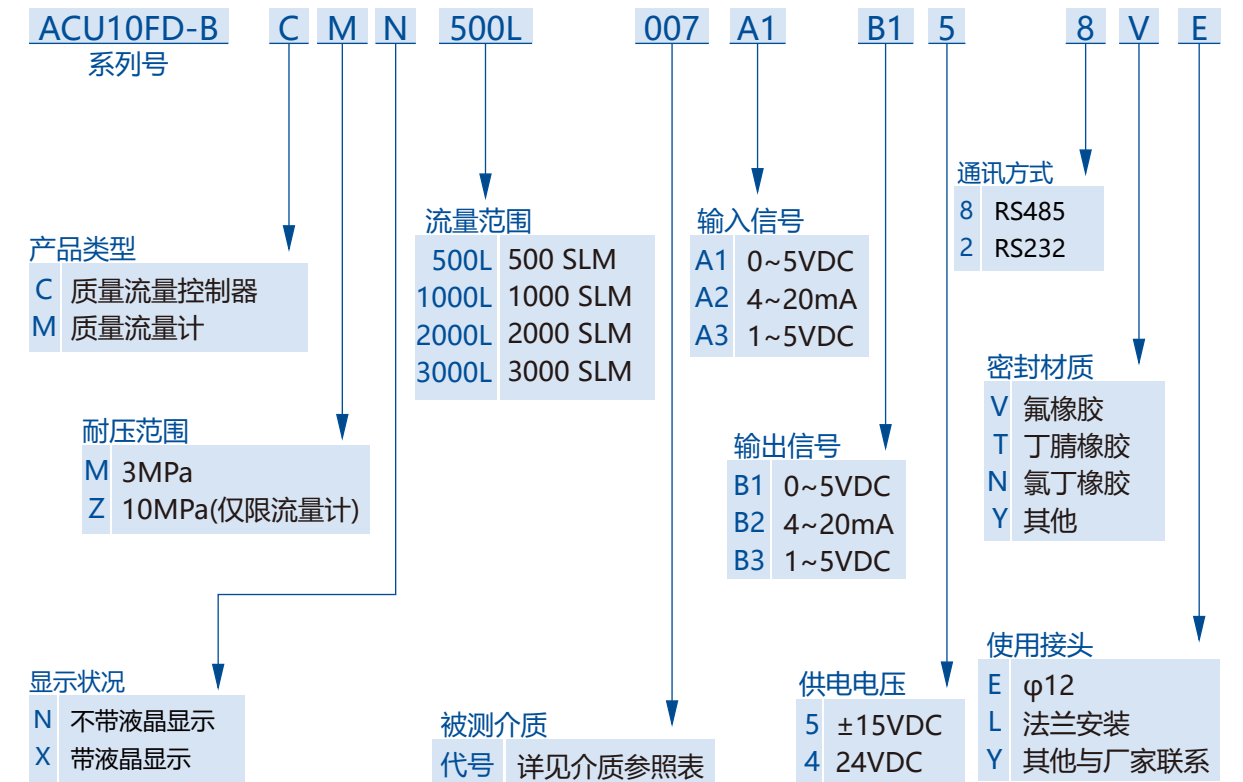 ACU10FD-B C M N 500L 007 A1 B1 5 8 V E
系列号
产品类型
C 质量流量控制器
M 质量流量计
耐压范围
M 3MPa
Z 10MPa(仅限流量计)
显示状况
N 不带液晶显示
X 带液晶显示
流量范围
500L 500 SLM
1000L 1000 SLM
2000L 2000 SLM
3000L 3000 SLM
被测介质
代号 详见介质参照表
输入信号
A1 0~5VDC
A2 4~20mA
A3 1~5VDC
输出信号
B1 0~5VDC
B2 4~20mA
B3 1~5VDC
供电电压
5 ±15VDC
4 24VDC
通讯方式
8 RS485
2 RS232
密封材质
V 氟橡胶
T 丁腈橡胶
N 氯丁橡胶
Y 其他
使用接头
E φ12
L 法兰安装
Y 其他与厂家联系